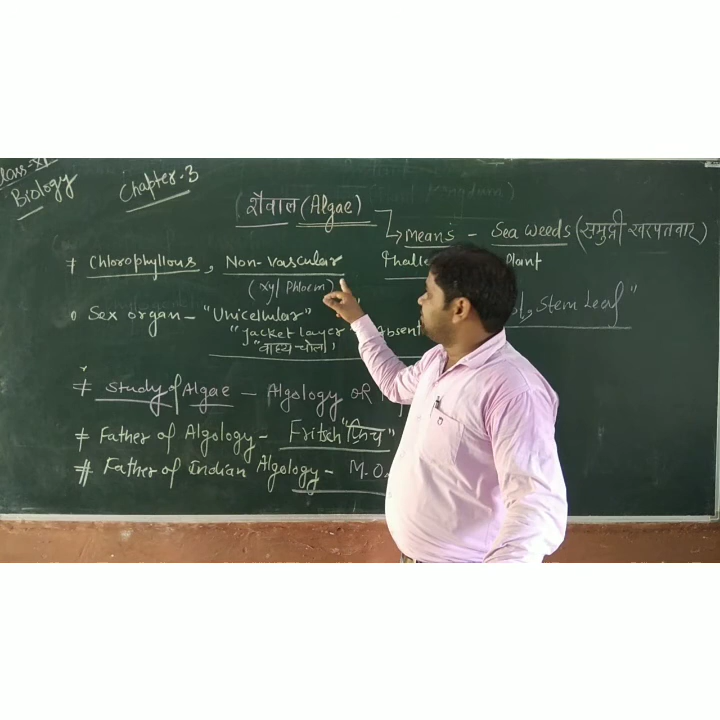 Class-XI
Biology
Chapter-3
शैवाल (Algae)
Means - Sea Weeds (समुद्री खरपतवार)
Chlorophyllous, Non-Vascular Plant
(Xyl Phloem) Stem Leaf"
Sex organ - "Unicellular"
"Jacket layer - Absent
"वाह्य-चोल"
# Study of Algae - Algology OR
# Father of Algology - Fritsch "फ्रिच"
# Father of Indian Algology - M.O.